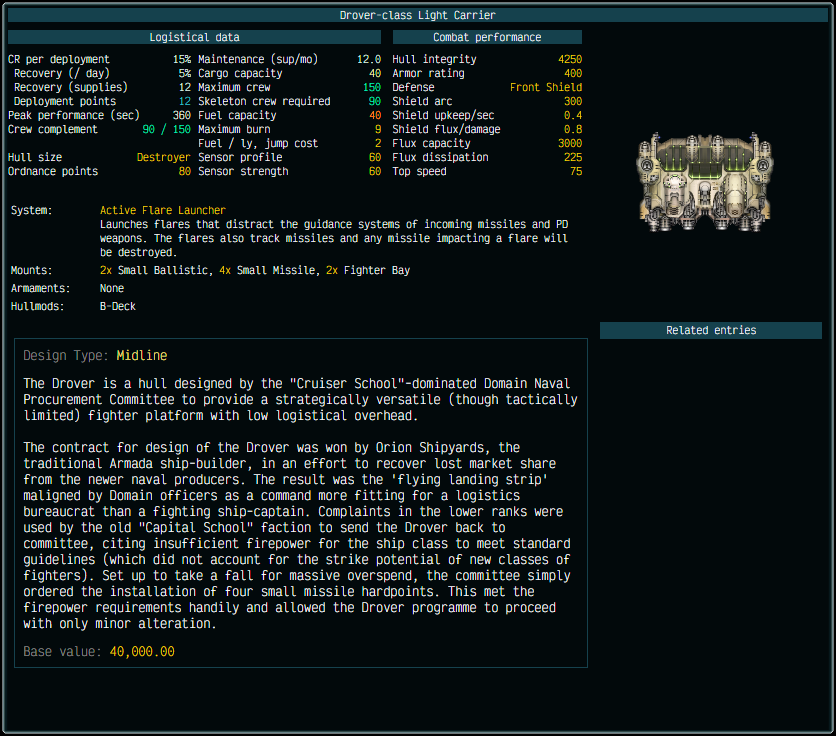 Drover-class Light Carrier
Logistical data
Combat performance
CR per deployment 15% Maintenance (sup/mo) 12.0 Hull integrity 4250
Recovery (/ day) 5% Cargo capacity 40 Armor rating 400
Recovery (supplies) 12 Maximum crew 150 Defense Front Shield
Deployment points 12 Skeleton crew required 90 Shield arc 300
Peak performance (sec) 360 Fuel capacity 40 Shield upkeep/sec 0.4
Crew complement 90 / 150 Maximum burn 9 Shield flux/damage 0.8
Fuel / ly, jump cost 2 Flux capacity 3000
Hull size Destroyer Sensor profile 60 Flux dissipation 225
Ordnance points 80 Sensor strength 60 Top speed 75
System: Active Flare Launcher
Launches flares that distract the guidance systems of incoming missiles and PD
weapons. The flares also track missiles and any missile impacting a flare will
be destroyed.
Mounts: 2x Small Ballistic, 4x Small Missile, 2x Fighter Bay
Armaments: None
Hullmods: B-Deck
Related entries
Design Type: Midline
The Drover is a hull designed by the "Cruiser School"-dominated Domain Naval
Procurement Committee to provide a strategically versatile (though tactically
limited) fighter platform with low logistical overhead.
The contract for design of the Drover was won by Orion Shipyards, the
traditional Armada ship-builder, in an effort to recover lost market share
from the newer naval producers. The result was the 'flying landing strip'
maligned by Domain officers as a command more fitting for a logistics
bureaucrat than a fighting ship-captain. Complaints in the lower ranks were
used by the old "Capital School" faction to send the Drover back to
committee, citing insufficient firepower for the ship class to meet standard
guidelines (which did not account for the strike potential of new classes of
fighters). Set up to take a fall for massive overspend, the committee simply
ordered the installation of four small missile hardpoints. This met the
firepower requirements handily and allowed the Drover programme to proceed
with only minor alteration.
Base value: 40,000.00